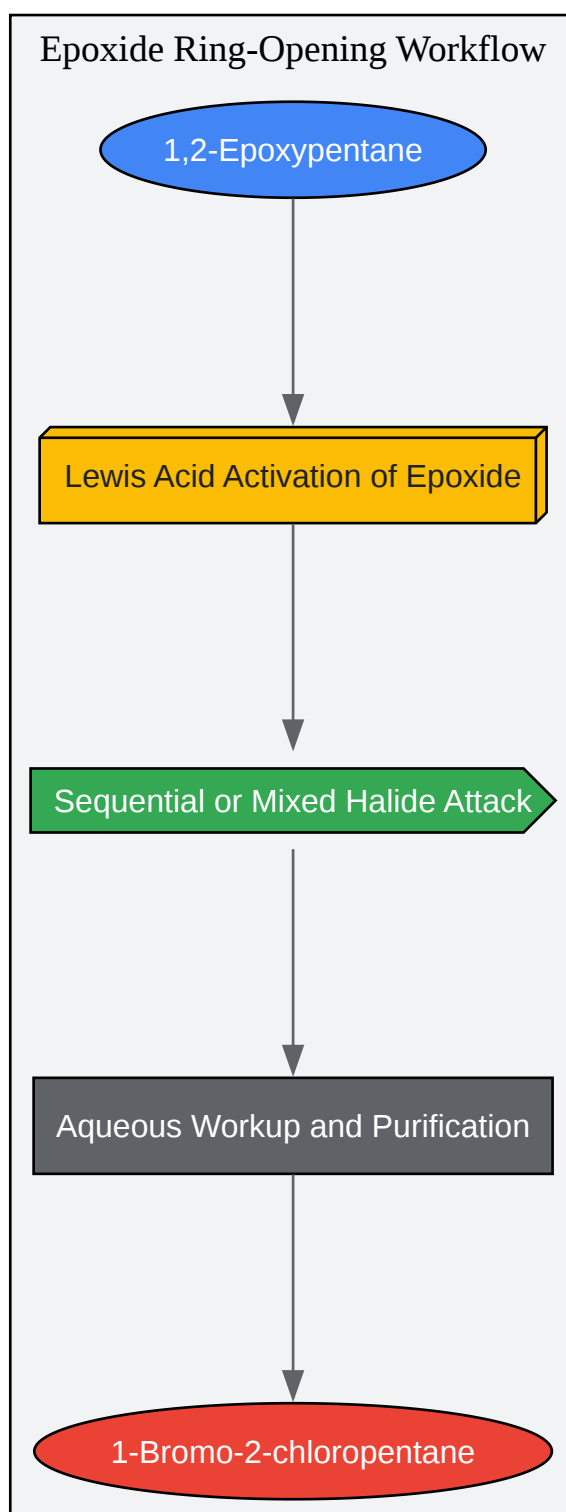 Epoxide Ring-Opening Workflow
1,2-Epoxypentane
Lewis Acid Activation of Epoxide
Sequential or Mixed Halide Attack
Aqueous Workup and Purification
1-Bromo-2-chloropentane